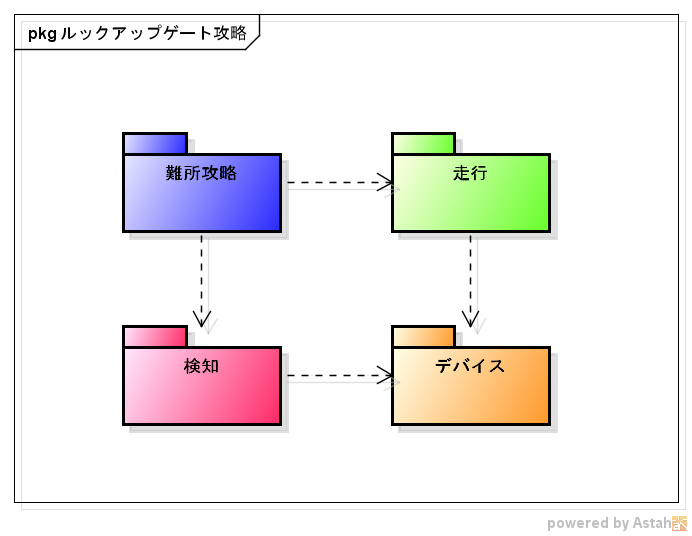 pkg ルックアップゲート攻略
難所攻略
走行
検知
デバイス
powered by Astah